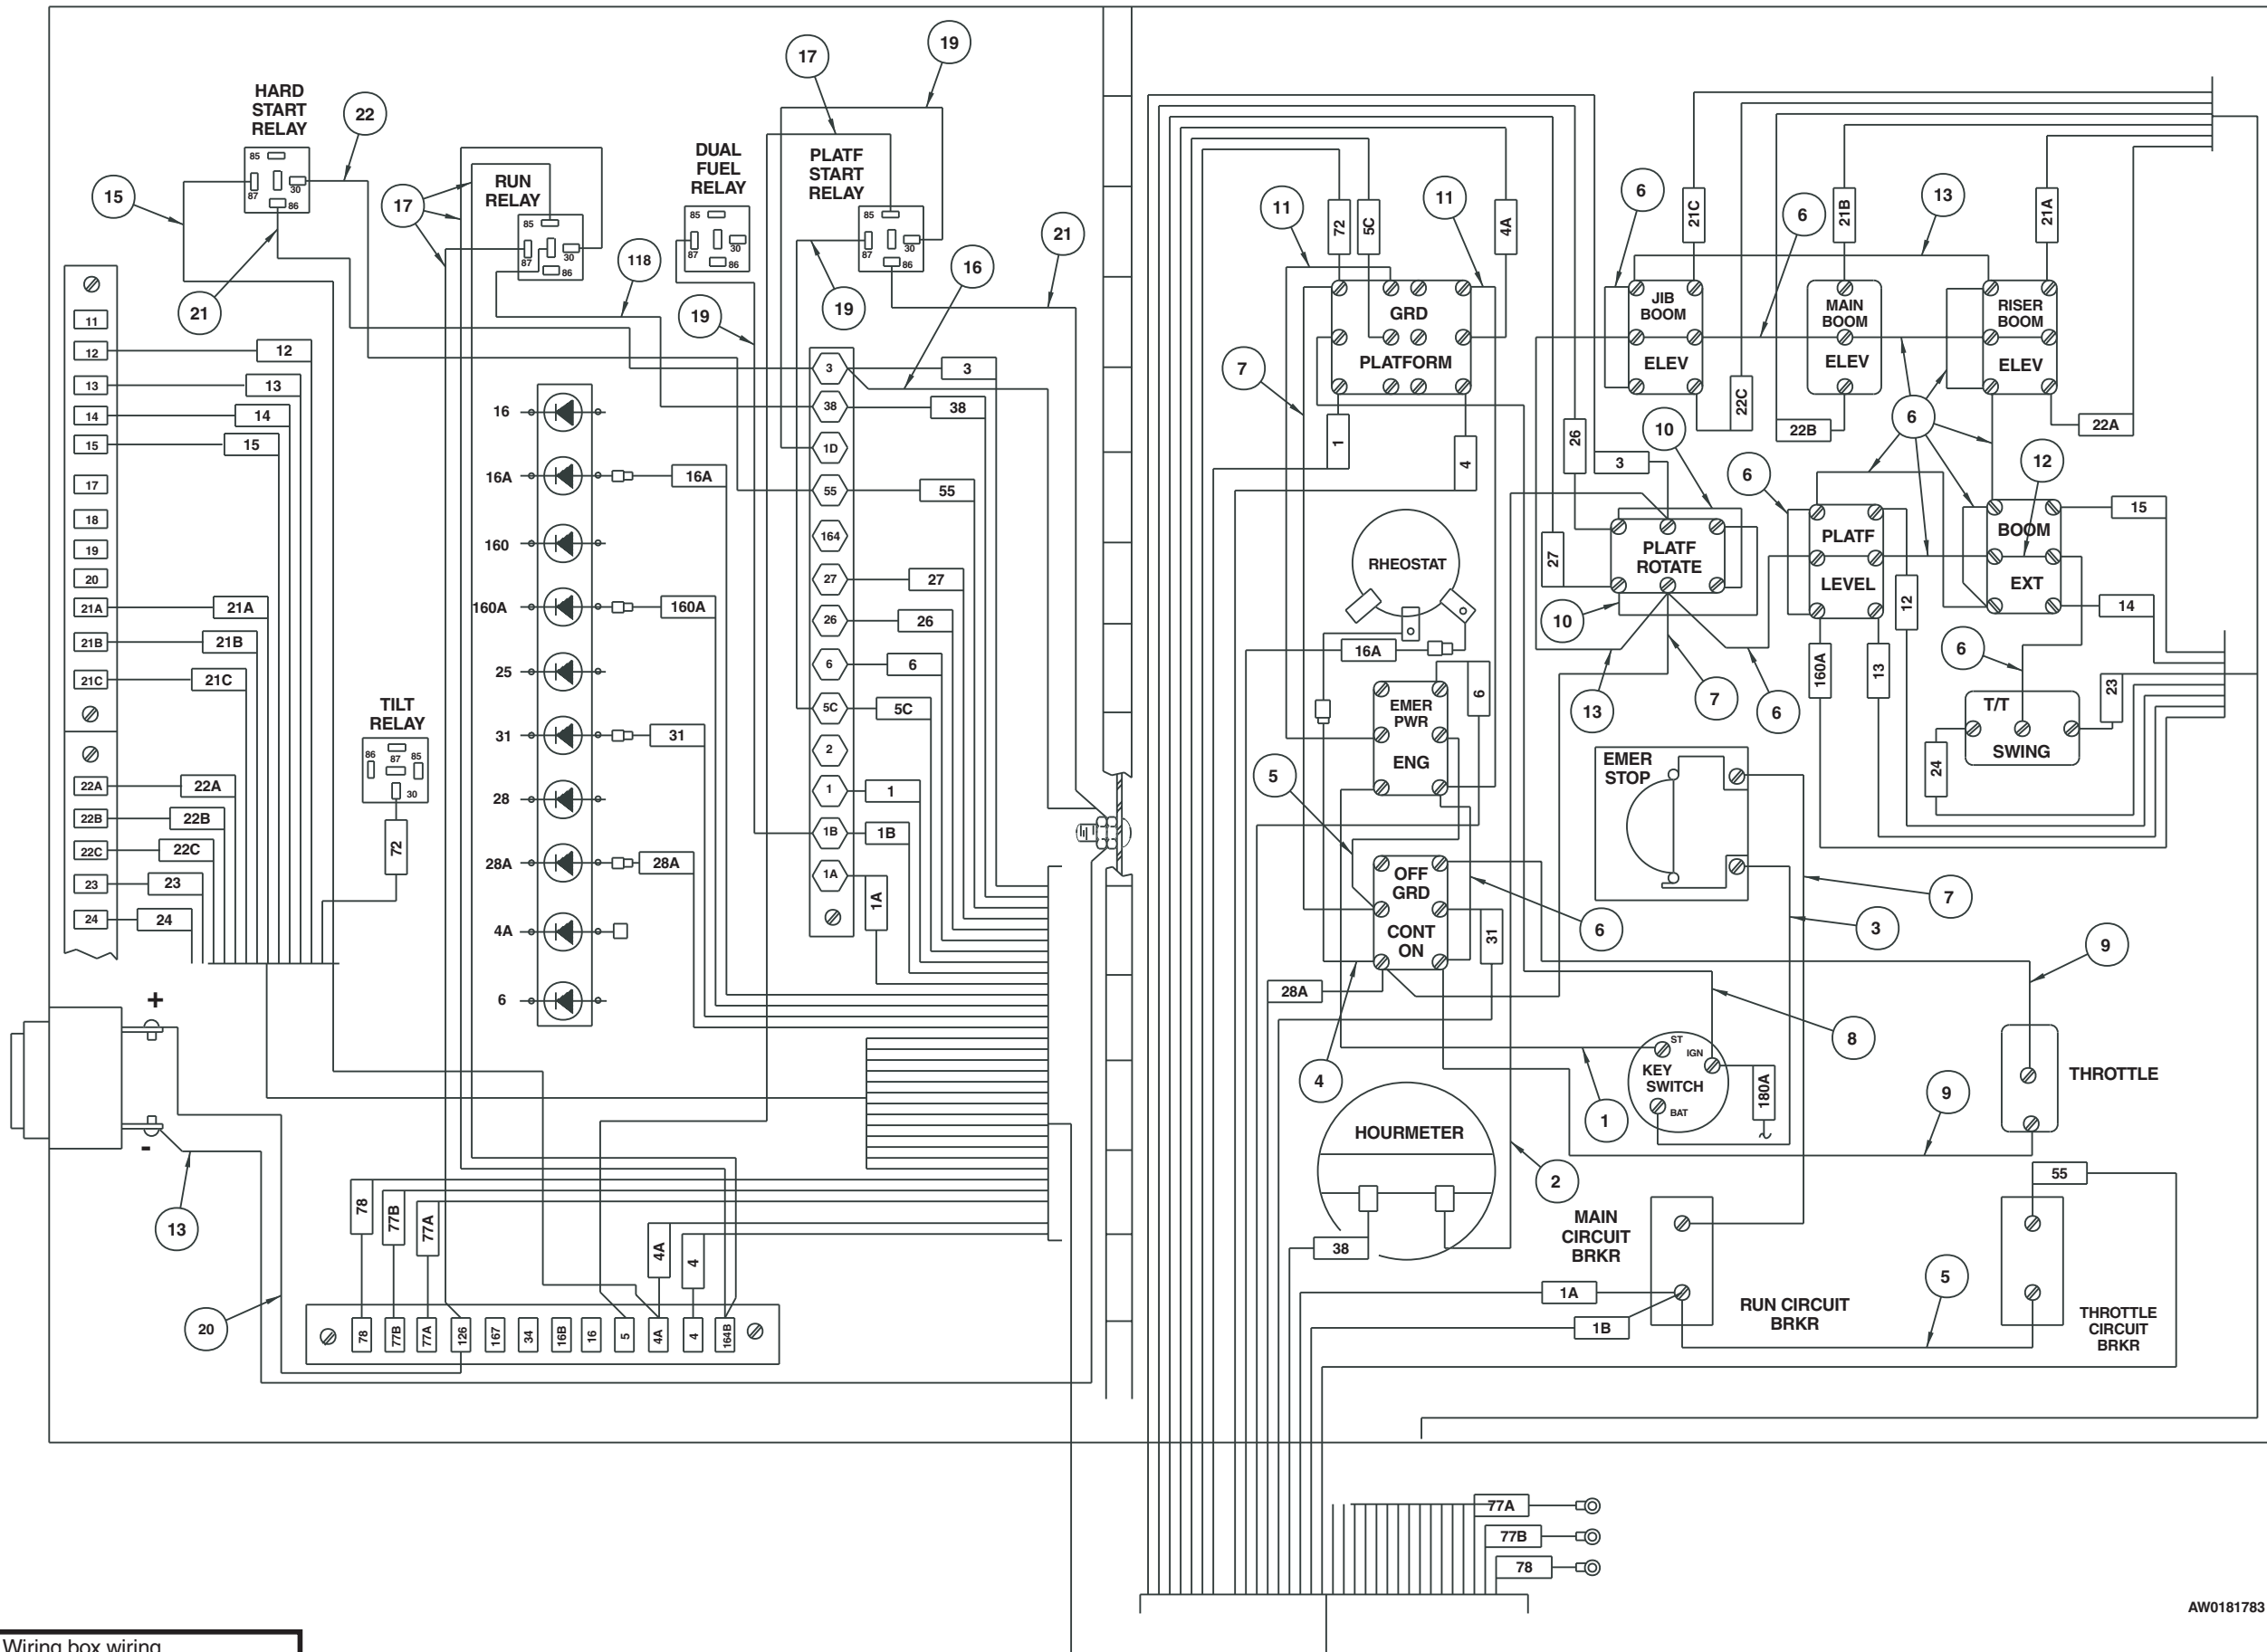 HARD
START
RELAY
85
87
30
86
22
15
21
RUN
RELAY
85
87
30
86
17
118
DUAL
FUEL
RELAY
85
87
30
86
19
PLATF
START
RELAY
85
87
30
86
17
19
19
16
21
11
12
13
14
15
17
18
19
20
21A
21B
21C
22A
22B
22C
23
24
12
13
14
15
21A
21B
21C
22A
22B
22C
23
24
TILT
RELAY
86
87
85
30
72
16
16A
160
160A
25
31
28
28A
4A
6
16A
160A
31
28A
3
38
1D
55
164
27
26
6
5C
2
1
1B
1A
3
38
55
27
26
6
5C
1
1B
1A
+
-
13
20
78
77B
77A
4A
4
78
77B
77A
126
167
34
16B
16
5
4A
4
164B
11
72
5C
11
4A
GRD
PLATFORM
7
1
4
6
21C
6
21B
13
21A
JIB
BOOM
ELEV
MAIN
BOOM
ELEV
RISER
BOOM
ELEV
22C
22B
22A
6
12
26
3
10
6
RHEOSTAT
16A
27
PLATF
ROTATE
10
13
7
6
PLATF
LEVEL
12
160A
13
BOOM
EXT
15
14
6
T/T
SWING
23
24
EMER
PWR
ENG
6
5
EMER
STOP
7
3
OFF
GRD
CONT
ON
6
31
28A
4
9
8
KEY
SWITCH
ST
IGN
BAT
180A
1
THROTTLE
9
HOURMETER
38
2
MAIN
CIRCUIT
BRKR
1A
1B
RUN CIRCUIT
BRKR
5
55
THROTTLE
CIRCUIT
BRKR
77A
77B
78
AW0181783
Wiring box wiring